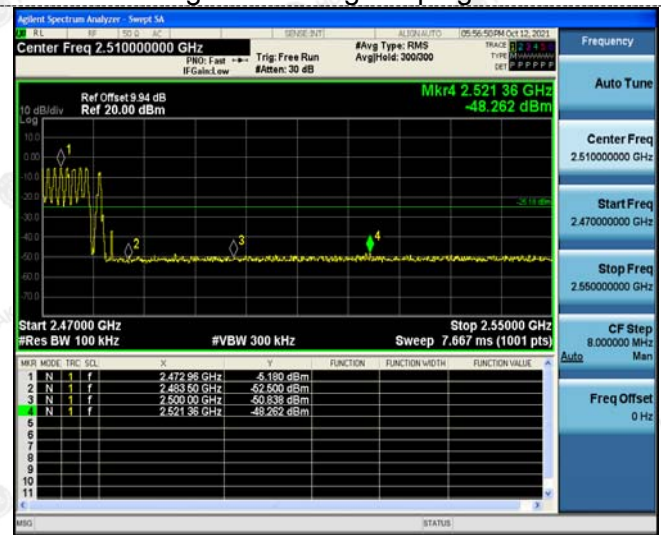 Agilent Spectrum Analyzer - Swept SA
RL RF 50 Ω AC SENSE:INT ALIGNAUTO 05:56:50 PM Oct 12, 2021
Center Freq 2.510000000 GHz
PNO: Fast Trig: Free Run
IFGain:Low #Atten: 30 dB
#Avg Type: RMS
Avg|Hold: 300/300
TRACE 1 2 3 4 5 6
TYPE M
DET P P P P P P
Mkr4 2.521 36 GHz
-48.262 dBm
Ref Offset 9.94 dB
10 dB/div Ref 20.00 dBm
Log
10.0
0.00
-10.0
-20.0
-30.0
-40.0
-50.0
-60.0
-70.0
1
2
3
4
Start 2.47000 GHz Stop 2.55000 GHz
#Res BW 100 kHz #VBW 300 kHz Sweep 7.667 ms (1001 pts)
MKR MODE TRC SCL X Y FUNCTION FUNCTION WIDTH FUNCTION VALUE
1 N 1 f 2.472 96 GHz -5.180 dBm
2 N 1 f 2.483 50 GHz -52.500 dBm
3 N 1 f 2.500 00 GHz -50.838 dBm
4 N 1 f 2.521 36 GHz -48.262 dBm
5
6
7
8
9
10
11
MSG STATUS
Frequency
Auto Tune
Center Freq
2.510000000 GHz
Start Freq
2.470000000 GHz
Stop Freq
2.550000000 GHz
CF Step
8.000000 MHz
Auto Man
Freq Offset
0 Hz